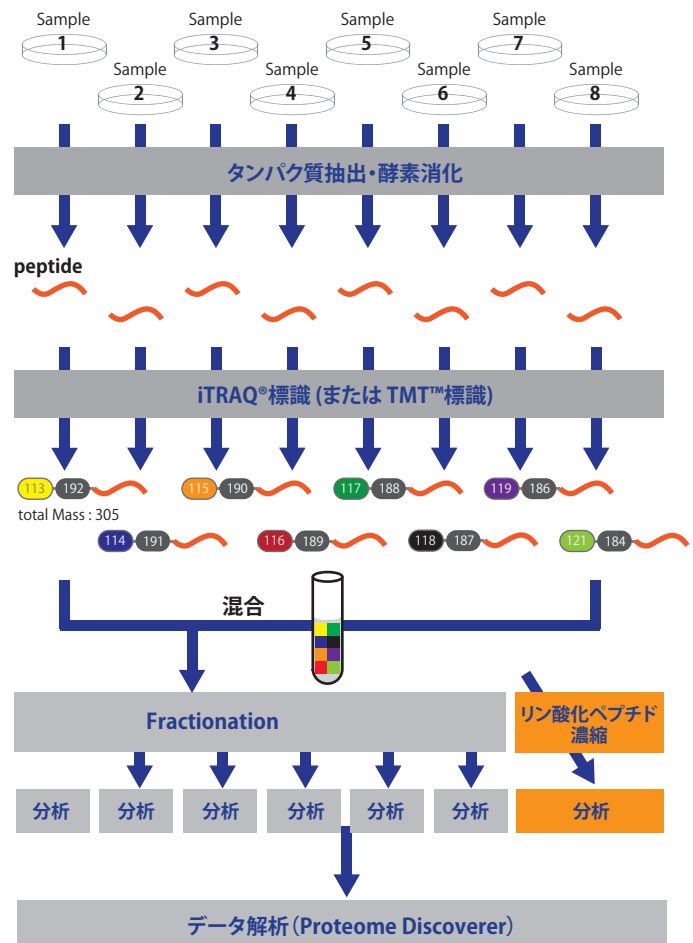 Sample
1
Sample
3
Sample
5
Sample
7
Sample
2
Sample
4
Sample
6
Sample
8
タンパク質抽出・酵素消化
peptide
iTRAQ®標識 (または TMT™標識)
113 192
115 190
117 188
119 186
total Mass : 305
114 191
116 189
118 187
121 184
混合
Fractionation
リン酸化ペプチド
濃縮
分析
分析
分析
分析
分析
分析
分析
データ解析（Proteome Discoverer）